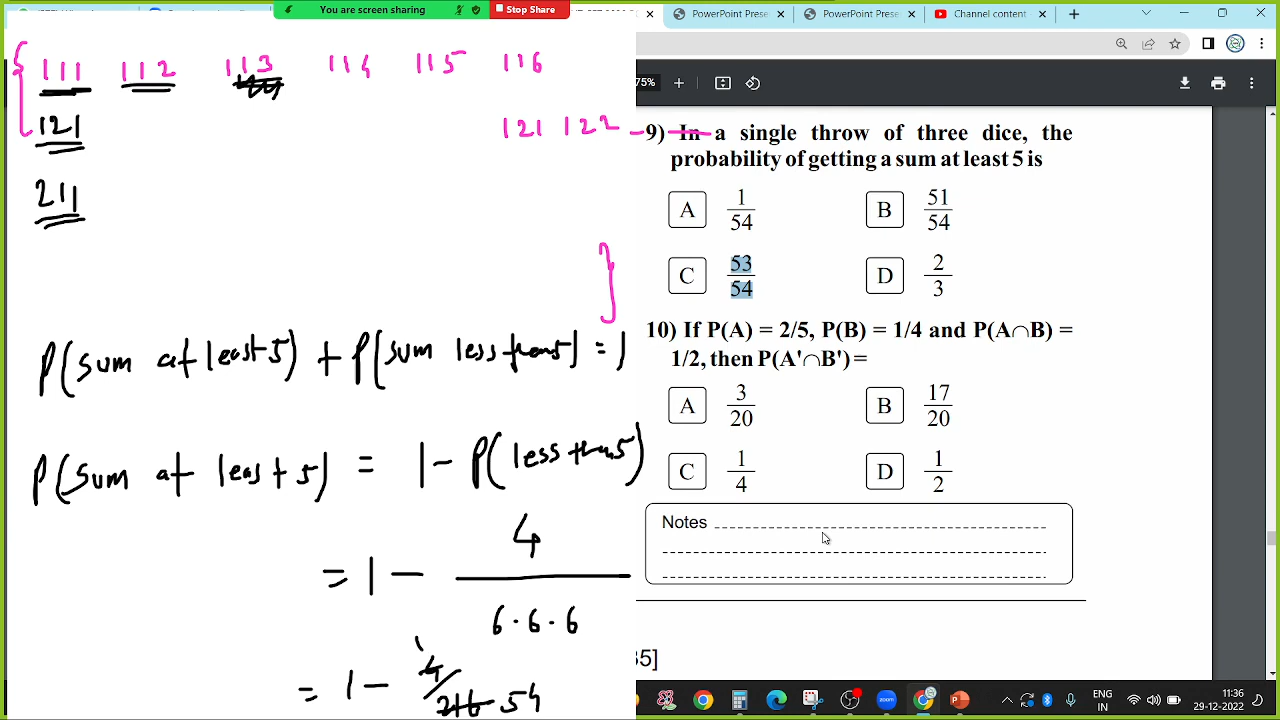 You are screen sharing
Stop Share
PowerPoint Prese
PowerPoint Prese
Channel content
75%
111 112 113 114 115 116
121 121 122
211
P(sum at least 5) + P(sum less than 5) = 1
P(sum at least 5) = 1 - P(less than 5)
= 1 - 4
6.6.6
= 1 - 1 4/216 54
9) In a single throw of three dice, the
probability of getting a sum at least 5 is
A 1/54 B 51/54
C 53/54 D 2/3
10) If P(A) = 2/5, P(B) = 1/4 and P(A∩B) =
1/2, then P(A'∩B') =
A 3/20 B 17/20
C 1/4 D 1/2
Notes
35]
ENG
IN
11:36
29-12-2022
zoom